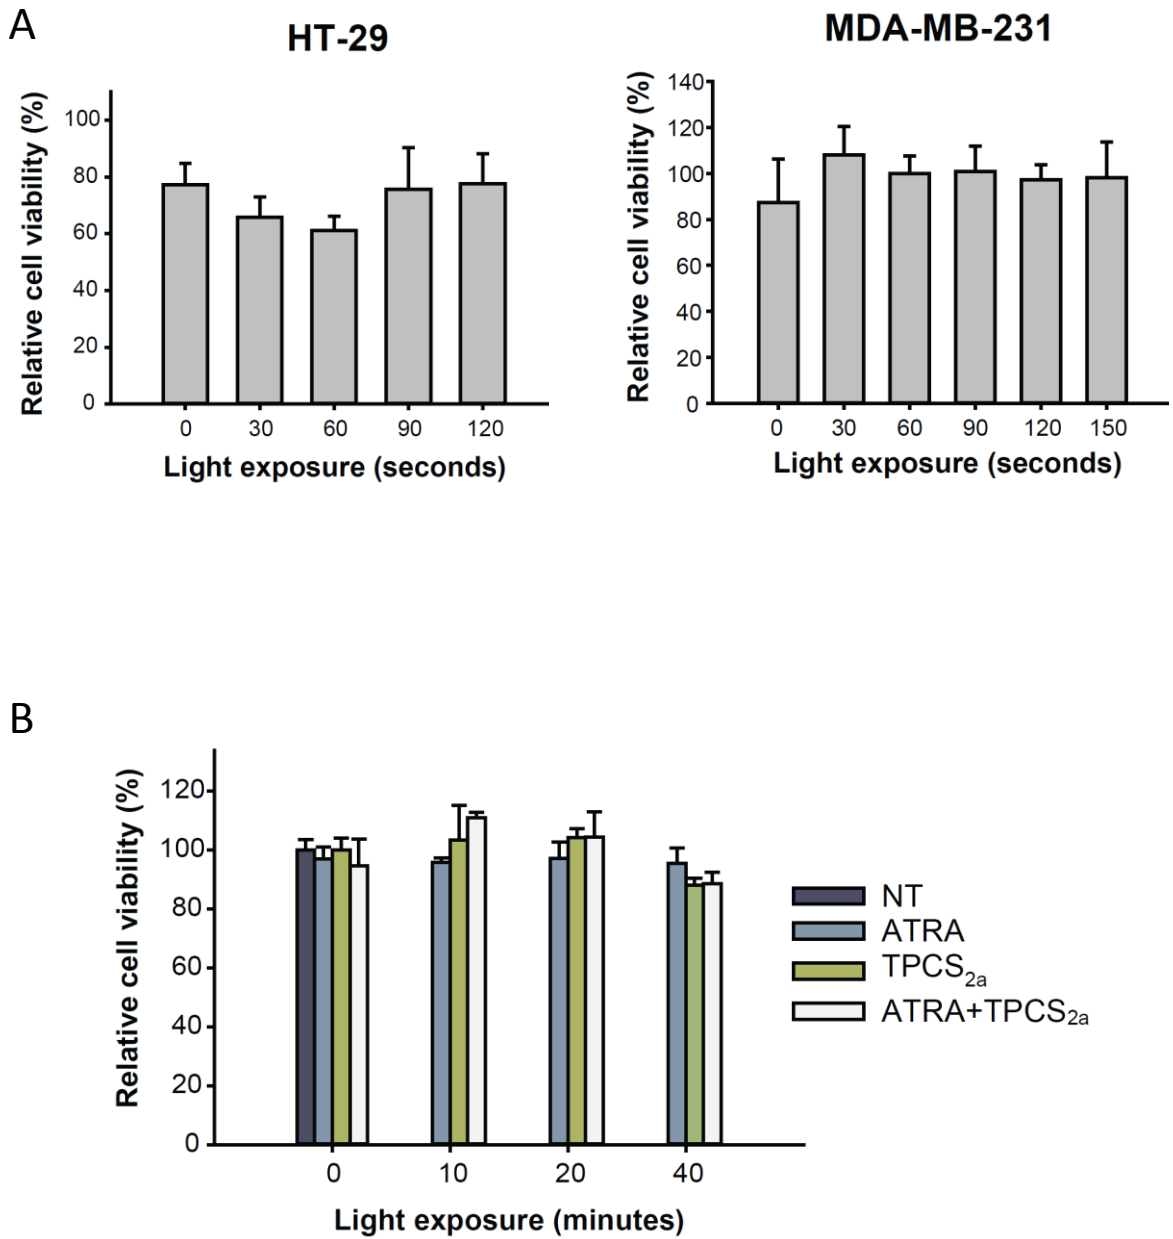 A
HT-29
MDA-MB-231
Relative cell viability (%)
100
80
60
40
20
0
0 30 60 90 120
Light exposure (seconds)
Relative cell viability (%)
140
120
100
80
60
40
20
0
0 30 60 90 120 150
Light exposure (seconds)
B
Relative cell viability (%)
120
100
80
60
40
20
0
0 10 20 40
Light exposure (minutes)
NT
ATRA
TPCS2a
ATRA+TPCS2a